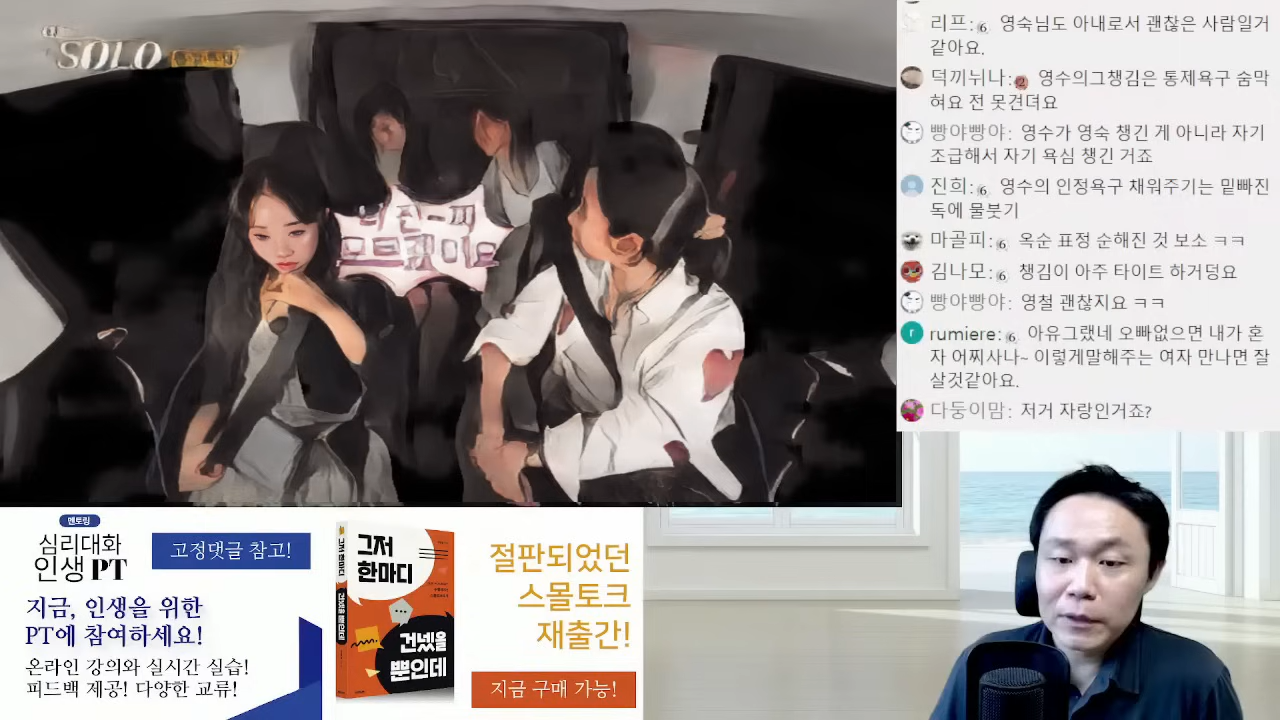 SOLO
리프: 6 영숙님도 아내로서 괜찮은 사람일거
같아요.
덕끼뉘나: 2 영수의그챙김은 통제욕구 숨막
혀요 전 못견뎌요
빵야빵야: 영수가 영숙 챙긴 게 아니라 자기
조급해서 자기 욕심 챙긴 거죠
진희: 6 영수의 인정욕구 채워주기는 밑빠진
독에 물붓기
마골피: 6 옥순 표정 순해진 것 보소 ㅋㅋ
김나모: 6 챙김이 아주 타이트 하거덩요
빵야빵야: 영철 괜찮지요 ㅋㅋ
r
rumiere: 6 아유그랬네 오빠없으면 내가 혼
자 어찌사나~ 이렇게말해주는 여자 만나면 잘
살것같아요.
다둥이맘: 저거 자랑인거죠?
멘토링
심리대화
인생 PT
고정댓글 참고!
지금, 인생을 위한
PT에 참여하세요!
온라인 강의와 실시간 실습!
피드백 제공! 다양한 교류!
그저
한마디
건넸을
뿐인데
절판되었던
스몰토크
재출간!
지금 구매 가능!